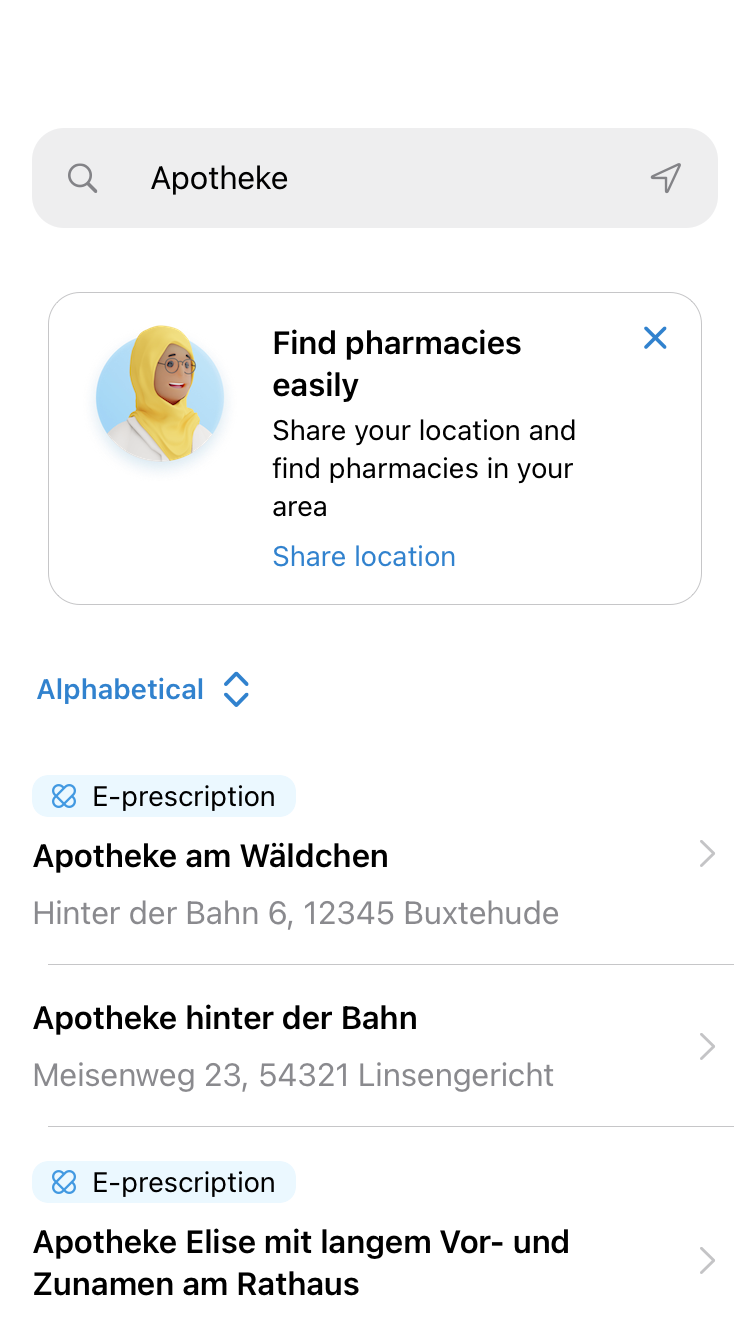 Apotheke
Find pharmacies
easily
Share your location and
find pharmacies in your
area
Share location
Alphabetical
E-prescription
Apotheke am Wäldchen
Hinter der Bahn 6, 12345 Buxtehude
Apotheke hinter der Bahn
Meisenweg 23, 54321 Linsengericht
E-prescription
Apotheke Elise mit langem Vor- und
Zunamen am Rathaus